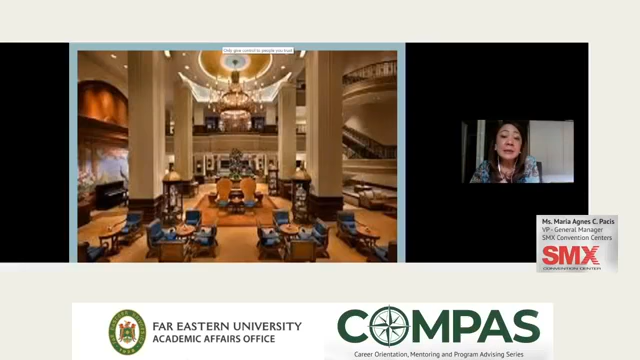 Only give control to people you trust
Ms. Maria Agnes C. Pacis
VP - General Manager
SMX Convention Centers
SMX
CONVENTION CENTER
FAR EASTERN UNIVERSITY
ACADEMIC AFFAIRS OFFICE
COMPAS
Career Orientation, Mentoring and Program Advising Series